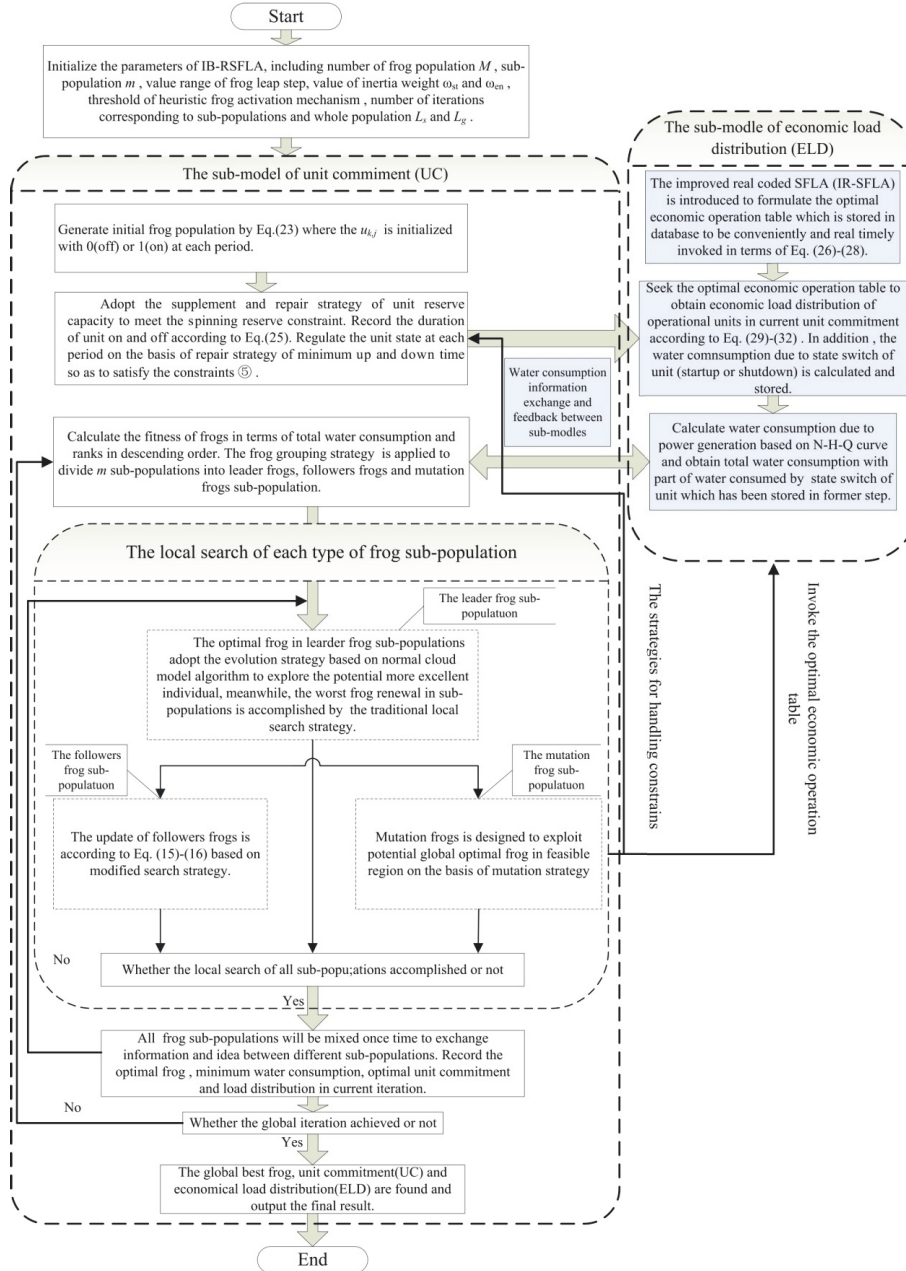 Start
Initialize the parameters of IB-RSFLA, including number of frog population M , sub-
population m , value range of frog leap step, value of inertia weight ωst and ωen ,
threshold of heuristic frog activation mechanism , number of iterations
corresponding to sub-populations and whole population Ls and Lg .
The sub-model of unit commiment (UC)
Generate initial frog population by Eq.(23) where the uk,j is initialized
with 0(off) or 1(on) at each period.
Adopt the supplement and repair strategy of unit reserve
capacity to meet the spinning reserve constraint. Record the duration
of unit on and off according to Eq.(25). Regulate the unit state at each
period on the basis of repair strategy of minimum up and down time
so as to satisfy the constraints ⑤ .
Calculate the fitness of frogs in terms of total water consumption and
ranks in descending order. The frog grouping strategy is applied to
divide m sub-populations into leader frogs, followers frogs and mutation
frogs sub-population.
The sub-modle of economic load
distribution (ELD)
The improved real coded SFLA (IR-SFLA)
is introduced to formulate the optimal
economic operation table which is stored in
database to be conveniently and real timely
invoked in terms of Eq. (26)-(28).
Seek the optimal economic operation table to
obtain economic load distribution of
operational units in current unit commitment
according to Eq. (29)-(32) . In addition , the
water comnsumption due to state switch of
unit (startup or shutdown) is calculated and
stored.
Calculate water consumption due to
power generation based on N-H-Q curve
and obtain total water consumption with
part of water consumed by state switch of
unit which has been stored in former step.
Water consumption
information
exchange and
feedback between
sub-modles
The local search of each type of frog sub-population
The leader frog sub-
populatuon
The optimal frog in learder frog sub-populations
adopt the evolution strategy based on normal cloud
model algorithm to explore the potential more excellent
individual, meanwhile, the worst frog renewal in sub-
populations is accomplished by the traditional local
search strategy.
The followers
frog sub-
populatuon
The mutation
frog sub-
populatuon
The update of followers frogs is
according to Eq. (15)-(16) based on
modified search strategy.
Mutation frogs is designed to exploit
potential global optimal frog in feasible
region on the basis of mutation strategy
The strategies for handling constrains
Invoke the optimal economic operation
table
No
Whether the local search of all sub-popu;ations accomplished or not
Yes
All frog sub-populations will be mixed once time to exchange
information and idea between different sub-populations. Record the
optimal frog , minimum water consumption, optimal unit commitment
and load distribution in current iteration.
No
Whether the global iteration achieved or not
Yes
The global best frog, unit commitment(UC) and
economical load distribution(ELD) are found and
output the final result.
End